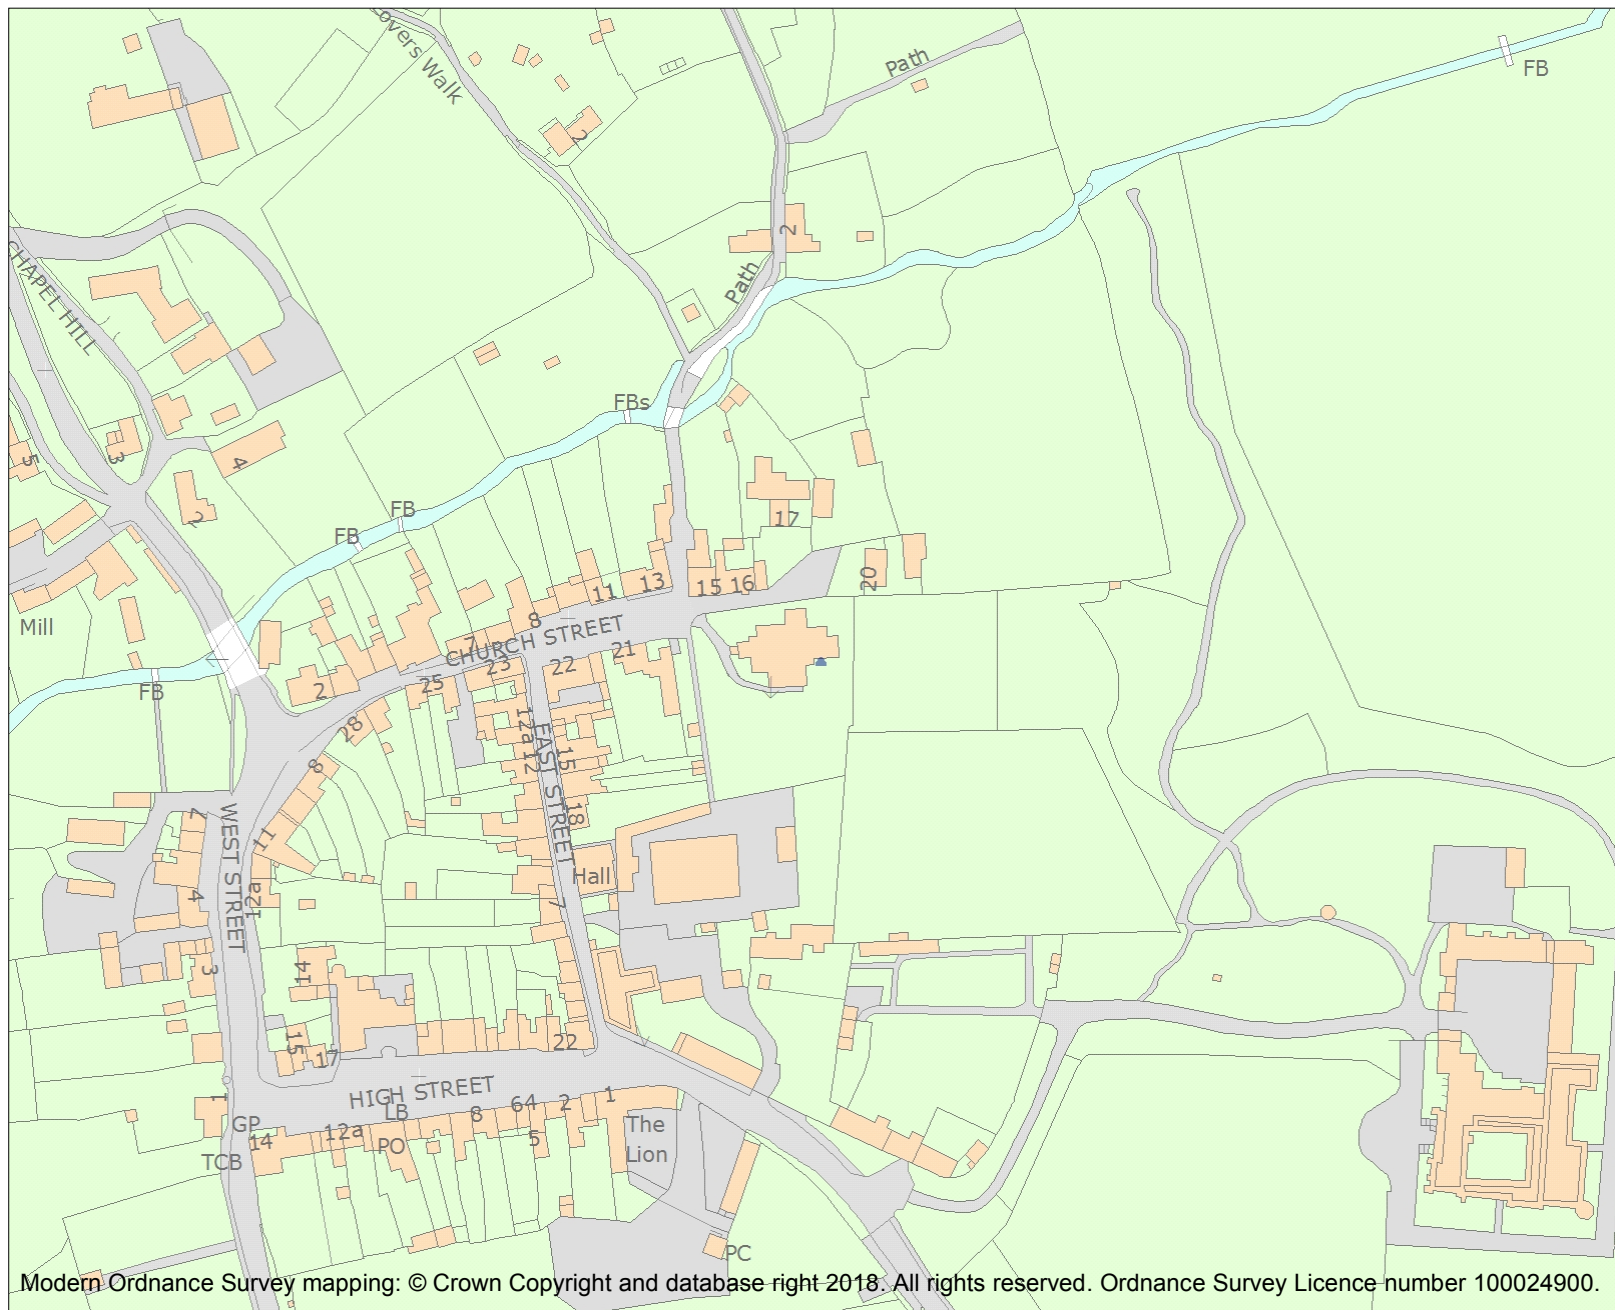 Lovers Walk
Path
FB
2
CHAPEL HILL
2
Path
FBs
5
3
4
2
FB
FB
17
20
Mill
15
16
13
11
8
CHURCH STREET
7
23
22
21
25
FB
2
28
12a
12
EAST STREET
15
18
8
11
7
WEST STREET
4
12a
Hall
7
3
14
15
17
22
HIGH STREET
1
GP
LB
14
12a
PO
8
64
2
1
5
TCB
The
Lion
PC
Modern Ordnance Survey mapping: © Crown Copyright and database right 2018. All rights reserved. Ordnance Survey Licence number 100024900.